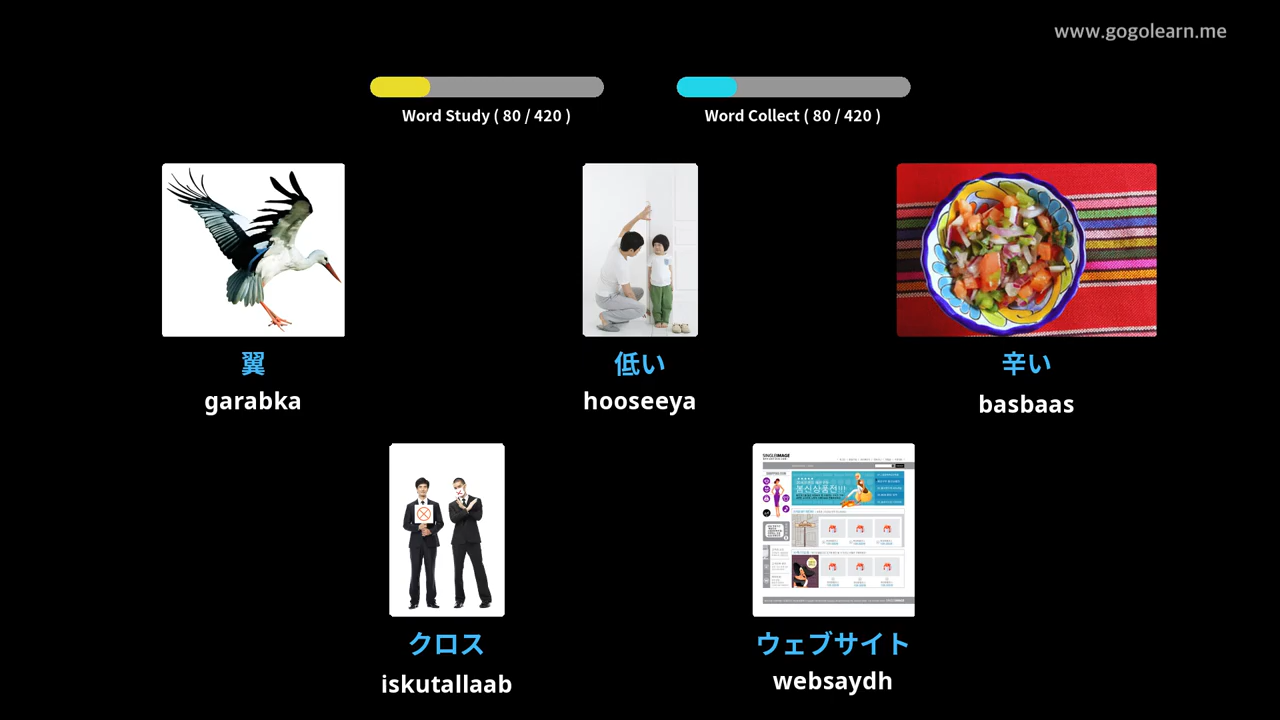 www.gogolearn.me
Word Study ( 80 / 420 )
Word Collect ( 80 / 420 )
翼
garabka
低い
hooseeya
辛い
basbaas
クロス
iskutallaab
ウェブサイト
websaydh